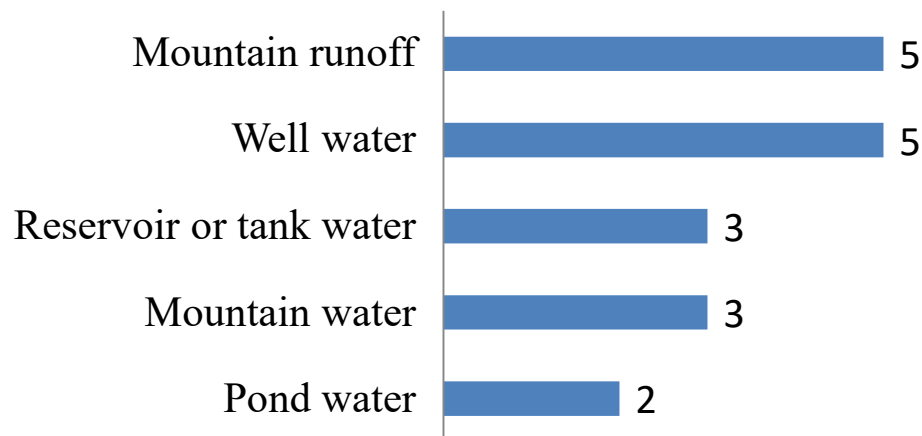 Mountain runoff 5
Well water 5
Reservoir or tank water 3
Mountain water 3
Pond water 2